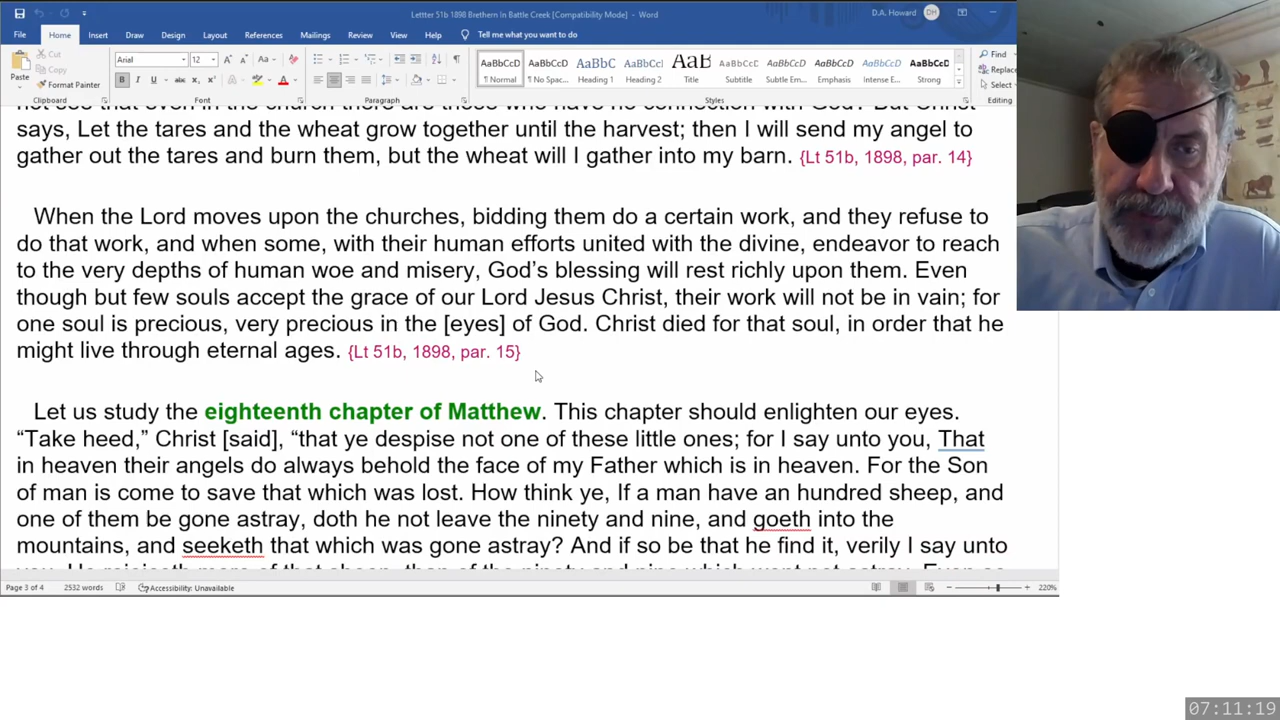 Lettter 51b 1898 Brethern In Battle Creek [Compatibility Mode] - Word
D.A. Howard
DH
File Home Insert Draw Design Layout References Mailings Review View Help Tell me what you want to do
Paste
Cut
Copy
Format Painter
Clipboard
Arial
12
Font
Paragraph
AaBbCcD AaBbCcD AaBbC AaBbCcl AaB AaBbCcD AaBbCcD AaBbCcD AaBbCcD AaBbCcD
¶ Normal ¶ No Spac... Heading 1 Heading 2 Title Subtitle Subtle Em... Emphasis Intense E... Strong
Styles
Find
Replace
Select
Editing
says, Let the tares and the wheat grow together until the harvest; then I will send my angel to
gather out the tares and burn them, but the wheat will I gather into my barn. {Lt 51b, 1898, par. 14}
When the Lord moves upon the churches, bidding them do a certain work, and they refuse to
do that work, and when some, with their human efforts united with the divine, endeavor to reach
to the very depths of human woe and misery, God’s blessing will rest richly upon them. Even
though but few souls accept the grace of our Lord Jesus Christ, their work will not be in vain; for
one soul is precious, very precious in the [eyes] of God. Christ died for that soul, in order that he
might live through eternal ages. {Lt 51b, 1898, par. 15}
Let us study the eighteenth chapter of Matthew. This chapter should enlighten our eyes.
“Take heed,” Christ [said], “that ye despise not one of these little ones; for I say unto you, That
in heaven their angels do always behold the face of my Father which is in heaven. For the Son
of man is come to save that which was lost. How think ye, If a man have an hundred sheep, and
one of them be gone astray, doth he not leave the ninety and nine, and goeth into the
mountains, and seeketh that which was gone astray? And if so be that he find it, verily I say unto
Page 3 of 4 2532 words Accessibility: Unavailable 220%
07:11:19